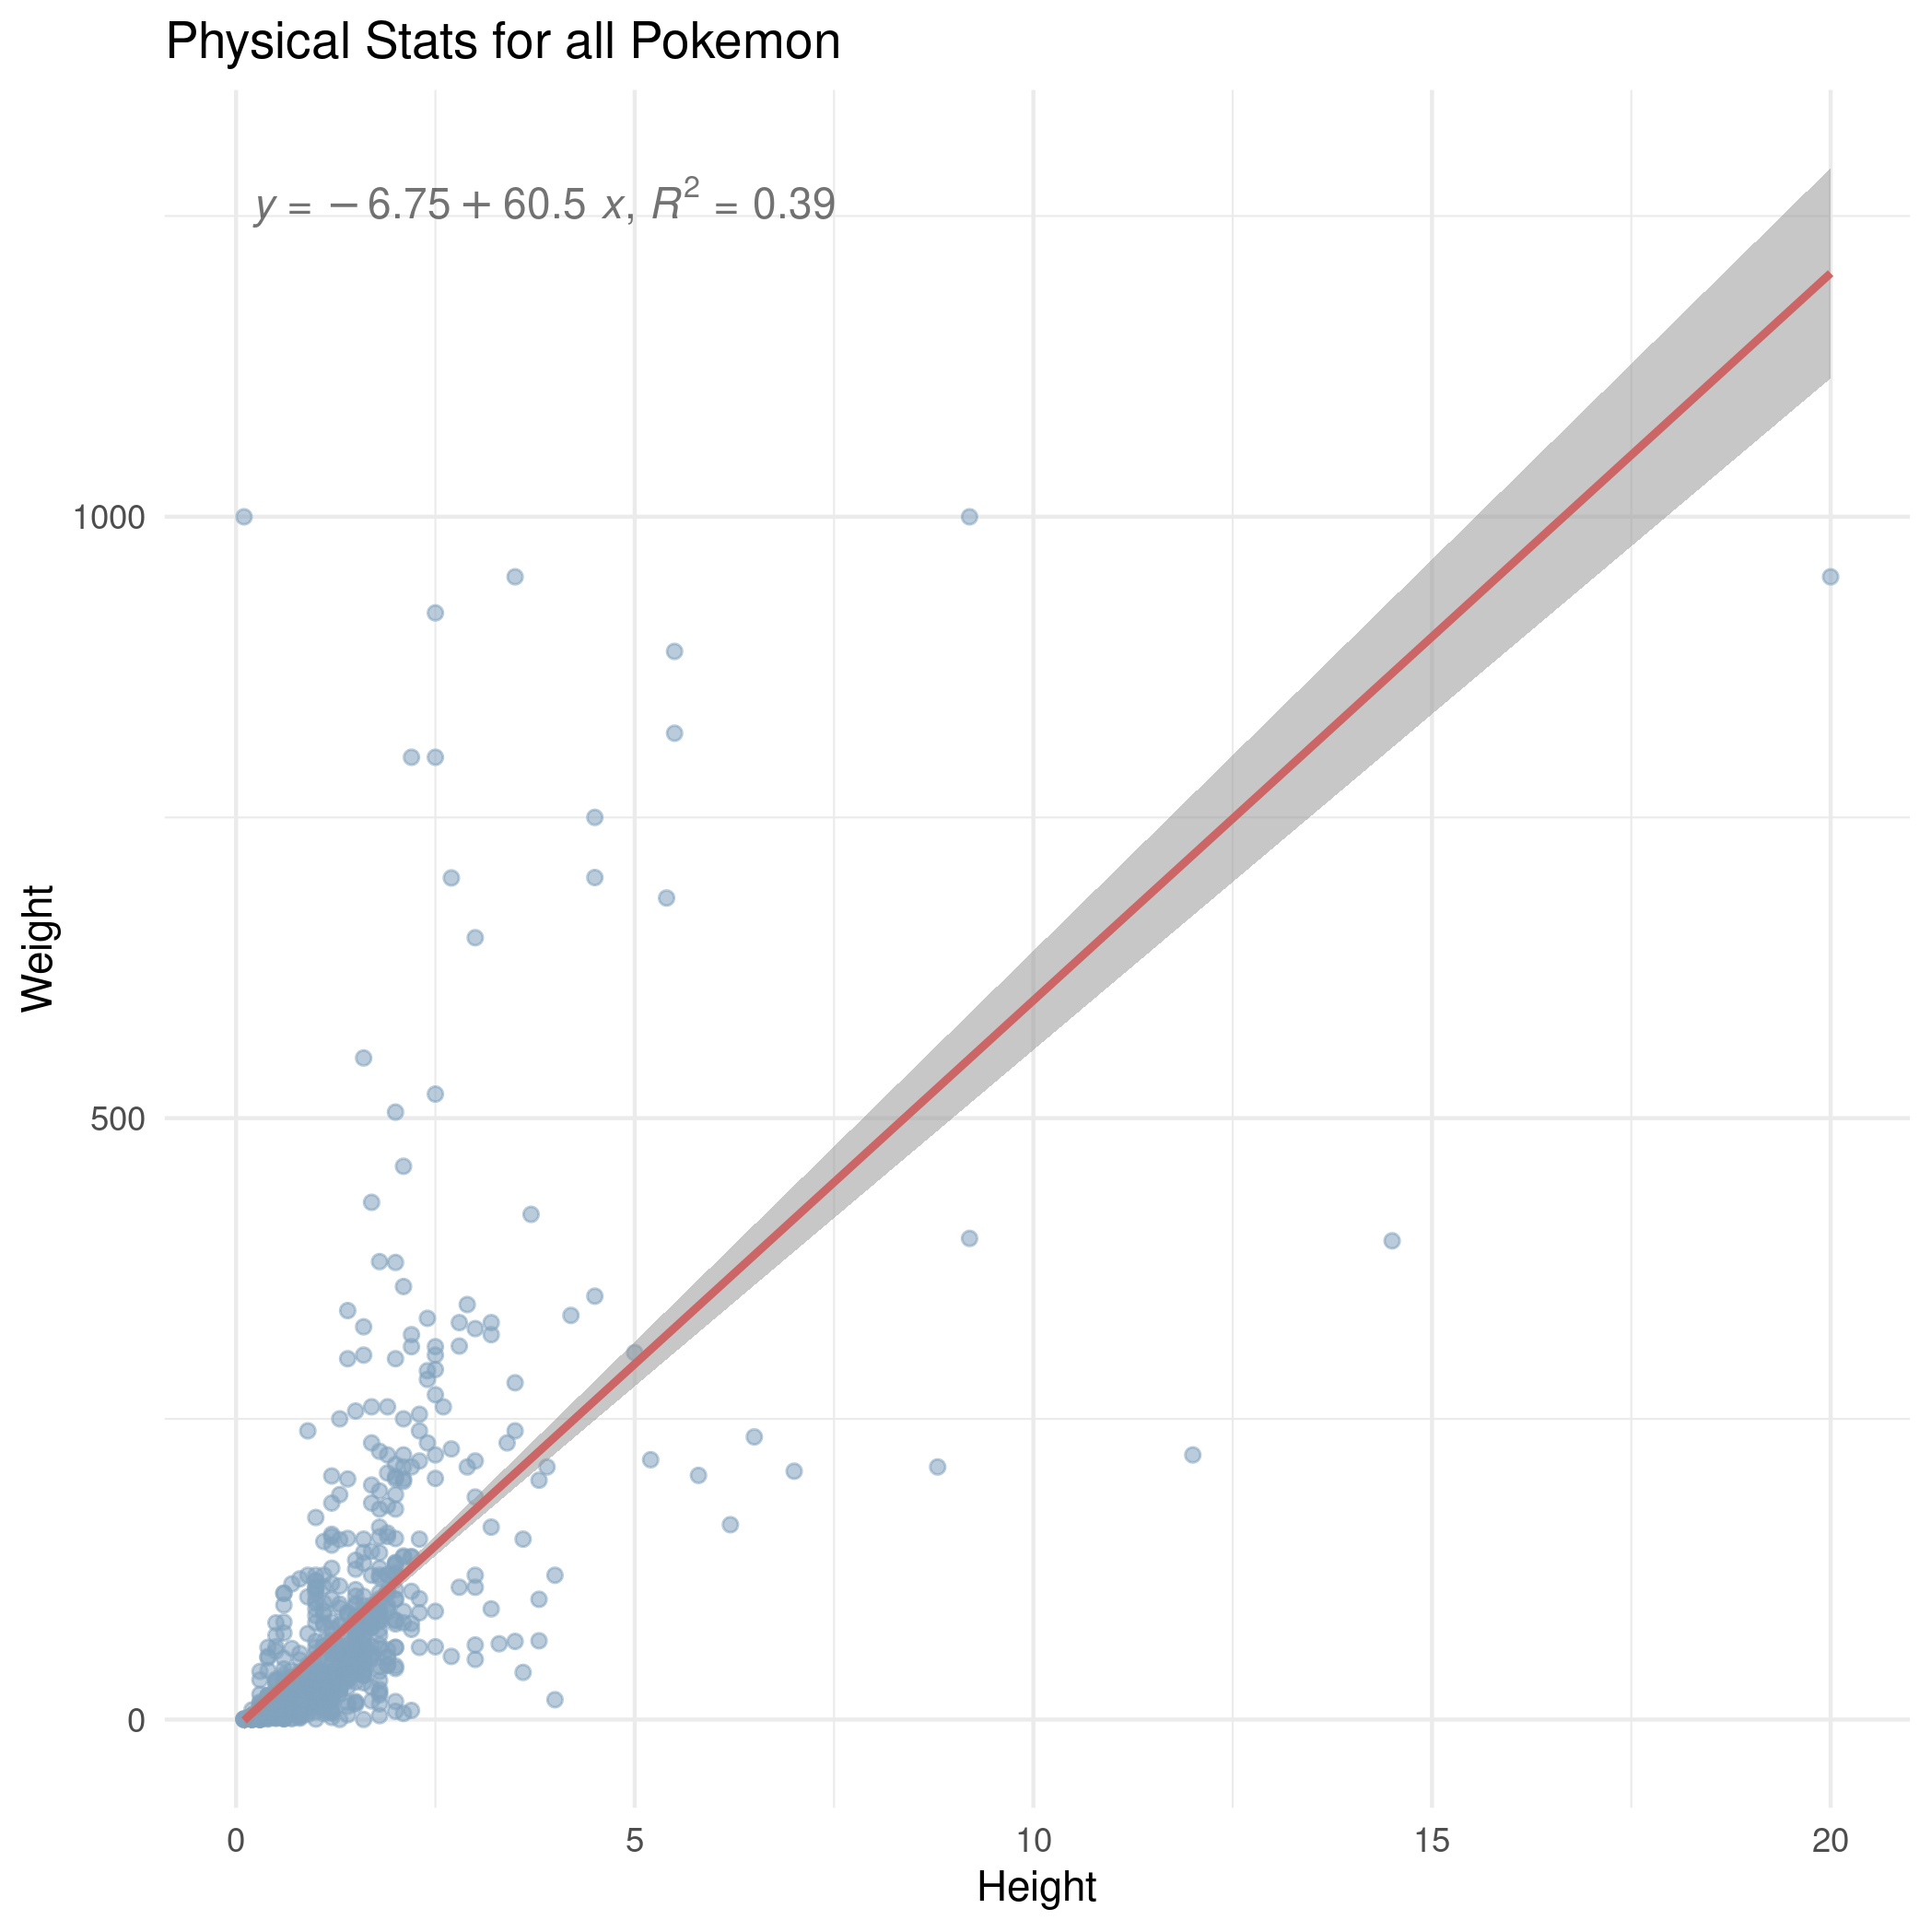 Physical Stats for all Pokemon
y = − 6.75 + 60.5 x, R² = 0.39
1000
500
0
Weight
0 5 10 15 20
Height